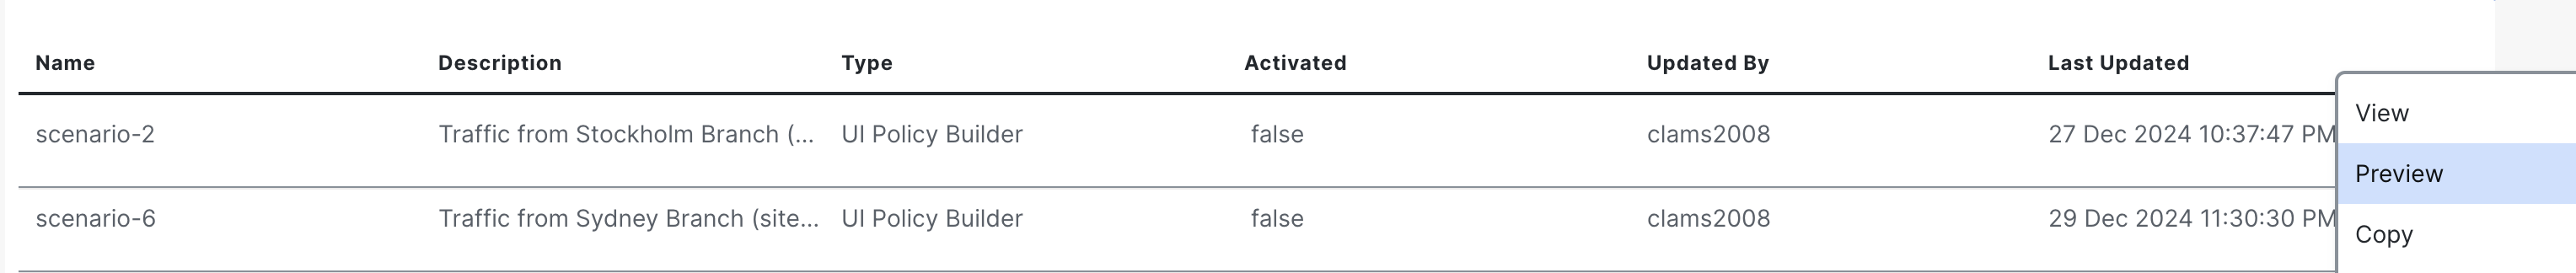 Name Description Type Activated Updated By Last Updated
View
scenario-2 Traffic from Stockholm Branch (... UI Policy Builder false clams2008 27 Dec 2024 10:37:47 PM
Preview
scenario-6 Traffic from Sydney Branch (site... UI Policy Builder false clams2008 29 Dec 2024 11:30:30 PM
Copy